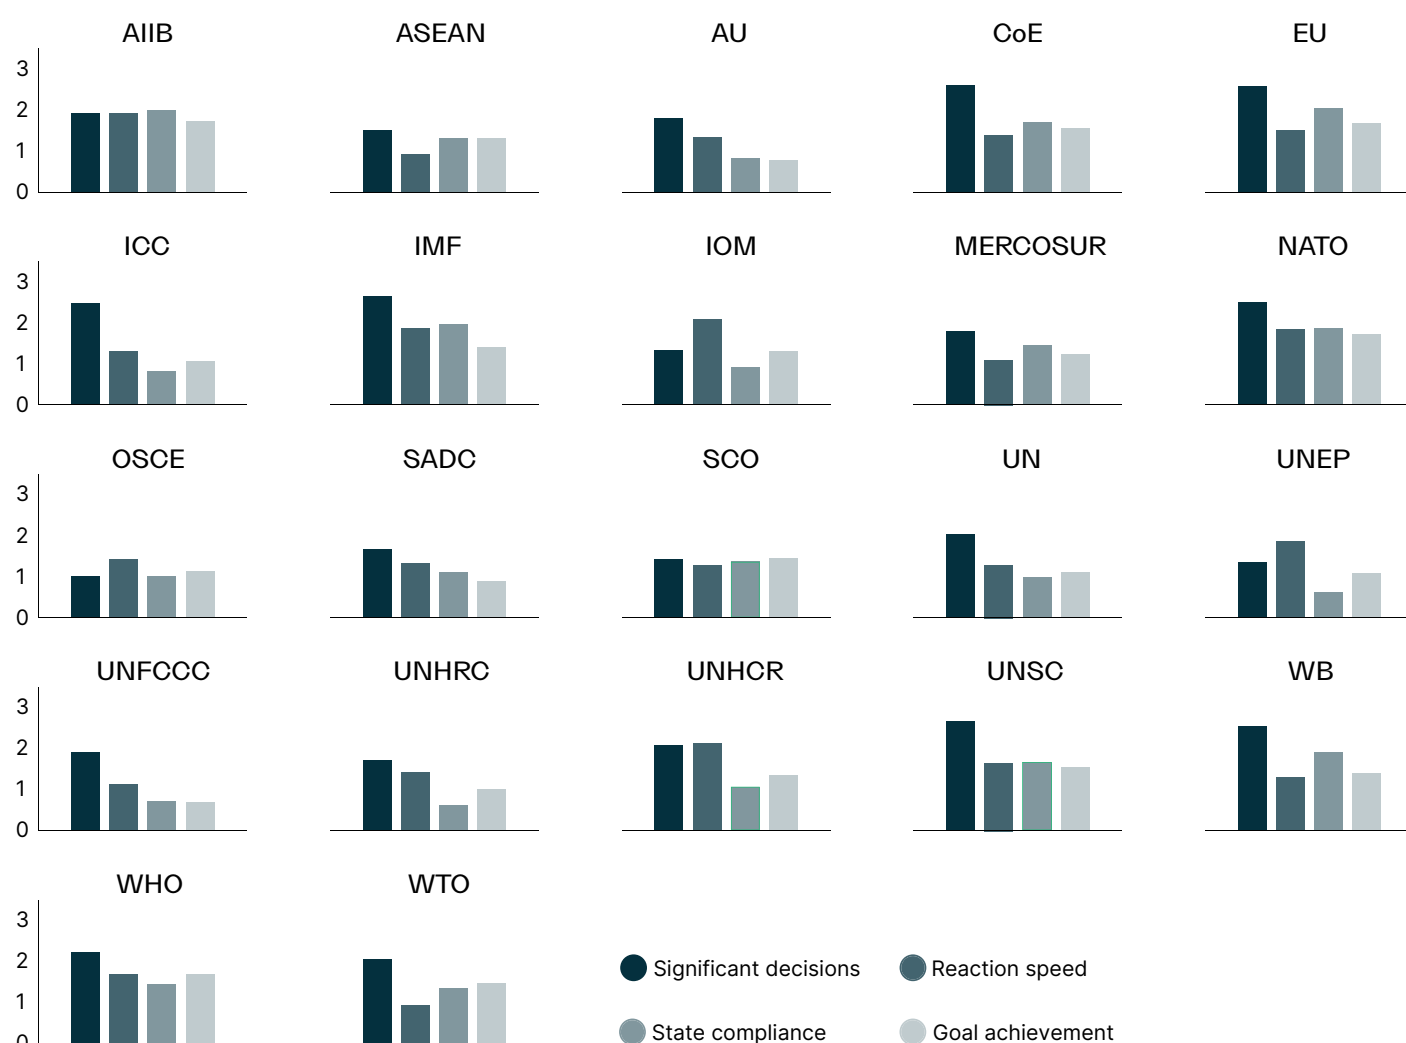 AIIB ASEAN AU CoE EU
3
2
1
0
ICC IMF IOM MERCOSUR NATO
3
2
1
0
OSCE SADC SCO UN UNEP
3
2
1
0
UNFCCC UNHRC UNHCR UNSC WB
3
2
1
0
WHO WTO
3
2
1
0
Significant decisions Reaction speed
State compliance Goal achievement